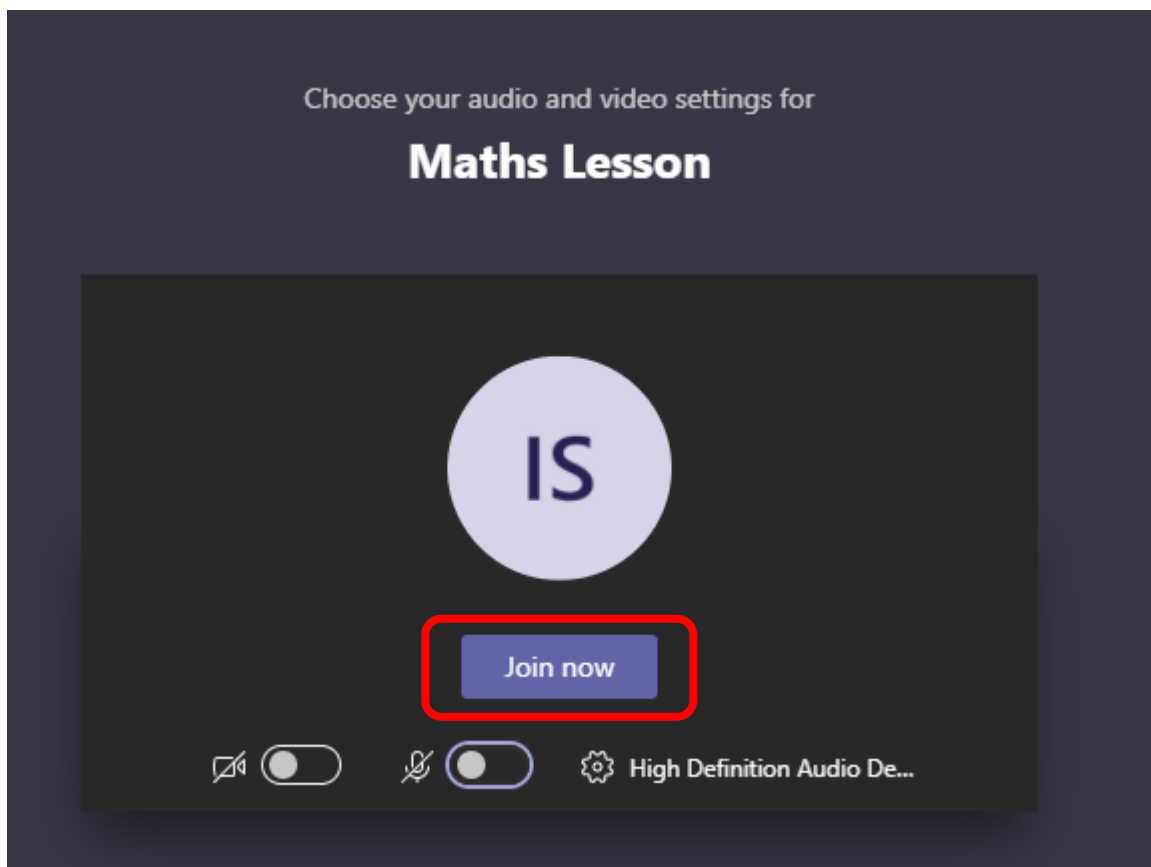 Choose your audio and video settings for
Maths Lesson
IS
Join now
High Definition Audio De...